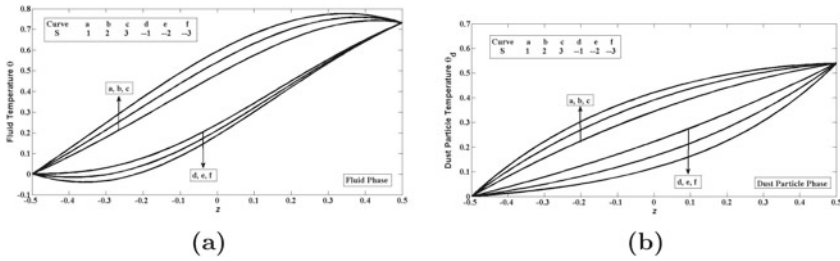 Curve a b c d e f
S 1 2 3 --1 --2 --3
0.8
0.7
0.6
0.5
0.4
0.3
0.2
0.1
0
-0.1
Fluid Temperature Θ
a, b, c
d, e, f
Fluid Phase
-0.5 -0.4 -0.3 -0.2 -0.1 0 0.1 0.2 0.3 0.4 0.5
z
(a)
Curve a b c d e f
S 1 2 3 --1 --2 --3
0.7
0.6
0.5
0.4
0.3
0.2
0.1
0
Dust Particle Temperature Θd
a, b, c
d, e, f
Dust Particle Phase
-0.5 -0.4 -0.3 -0.2 -0.1 0 0.1 0.2 0.3 0.4 0.5
z
(b)